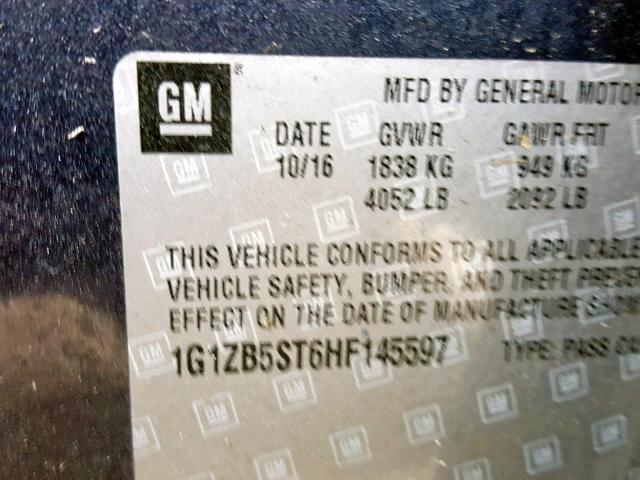 GM ®
MFD BY GENERAL MOTOR
DATE GVWR GAWR FRT
10/16 1838 KG 949 KG
4052 LB 2092 LB
THIS VEHICLE CONFORMS TO ALL APPLICABLE
VEHICLE SAFETY, BUMPER, AND THEFT PREVE
EFFECT ON THE DATE OF MANUFACTURE SHOW
1G1ZB5ST6HF145597 TYPE: PASS CA